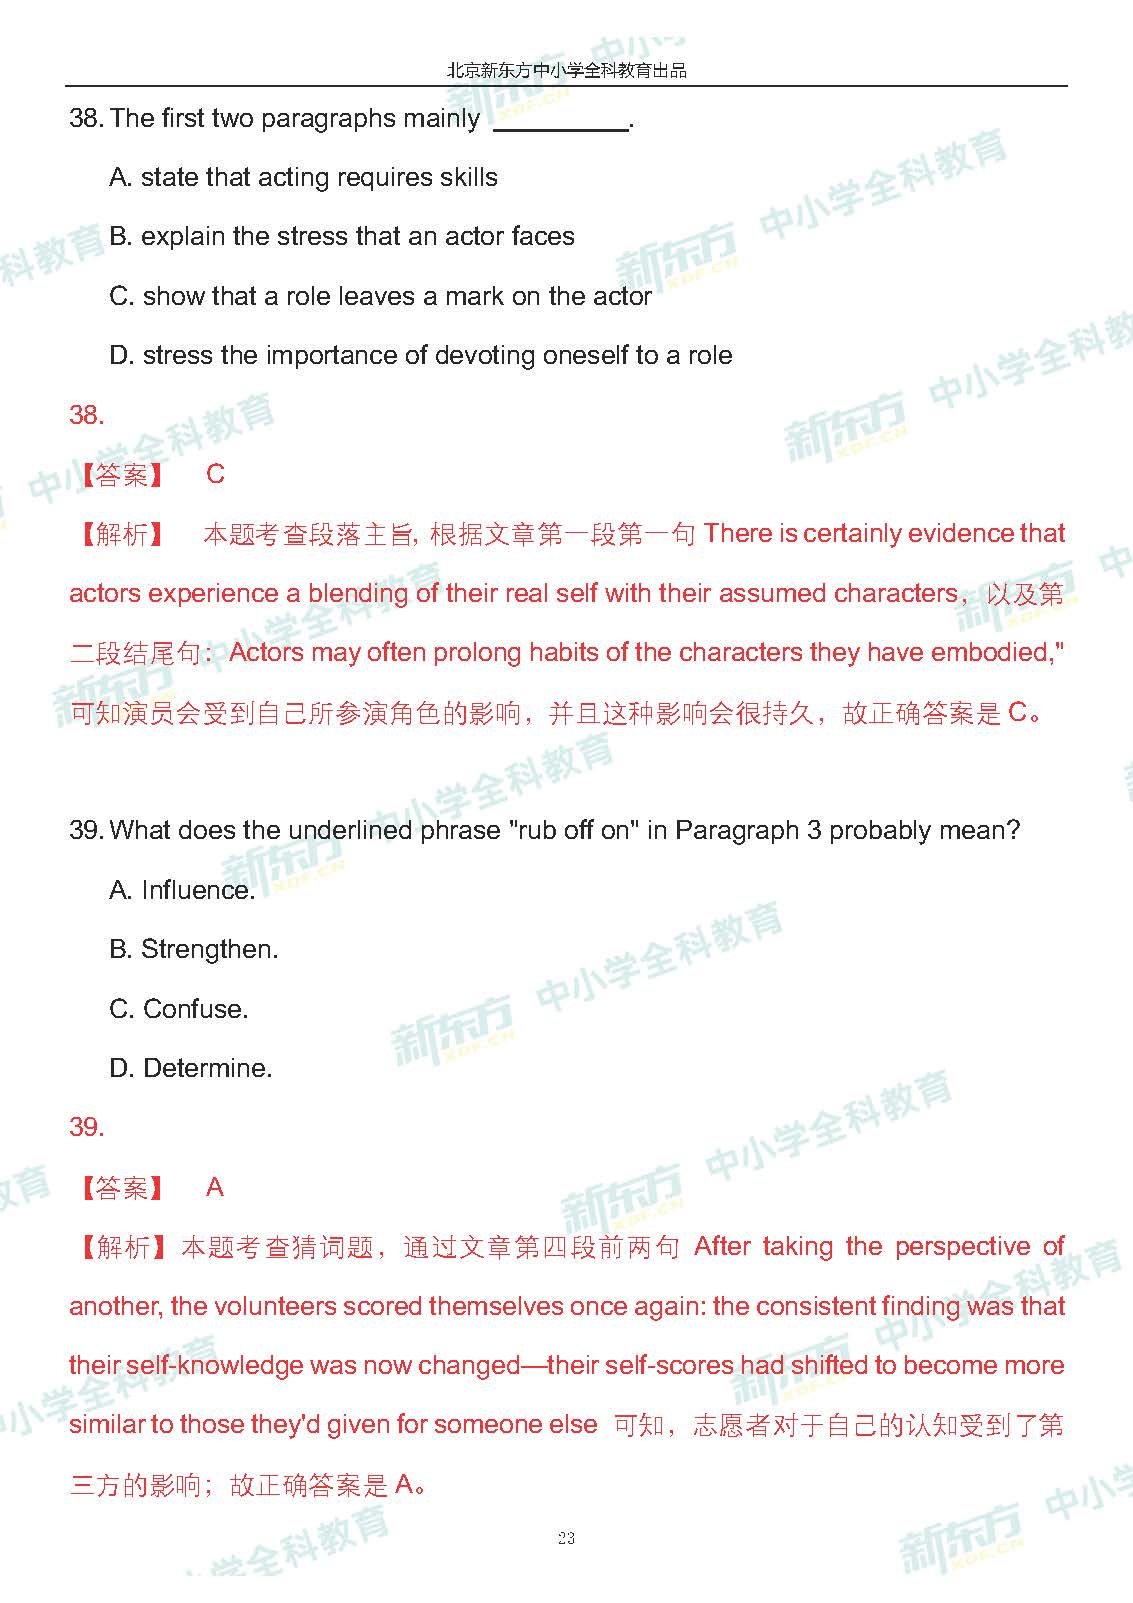 北京新东方中小学全科教育出品
38. The first two paragraphs mainly __________.
A. state that acting requires skills
B. explain the stress that an actor faces
C. show that a role leaves a mark on the actor
D. stress the importance of devoting oneself to a role
38.
【答案】 C
【解析】 本题考查段落主旨，根据文章第一段第一句 There is certainly evidence that
actors experience a blending of their real self with their assumed characters，以及第
二段结尾句：Actors may often prolong habits of the characters they have embodied,"
可知演员会受到自己所参演角色的影响，并且这种影响会很持久，故正确答案是 C。
39. What does the underlined phrase "rub off on" in Paragraph 3 probably mean?
A. Influence.
B. Strengthen.
C. Confuse.
D. Determine.
39.
【答案】 A
【解析】本题考查猜词题，通过文章第四段前两句 After taking the perspective of
another, the volunteers scored themselves once again: the consistent finding was that
their self-knowledge was now changed—their self-scores had shifted to become more
similar to those they'd given for someone else 可知，志愿者对于自己的认知受到了第
三方的影响；故正确答案是 A。
23